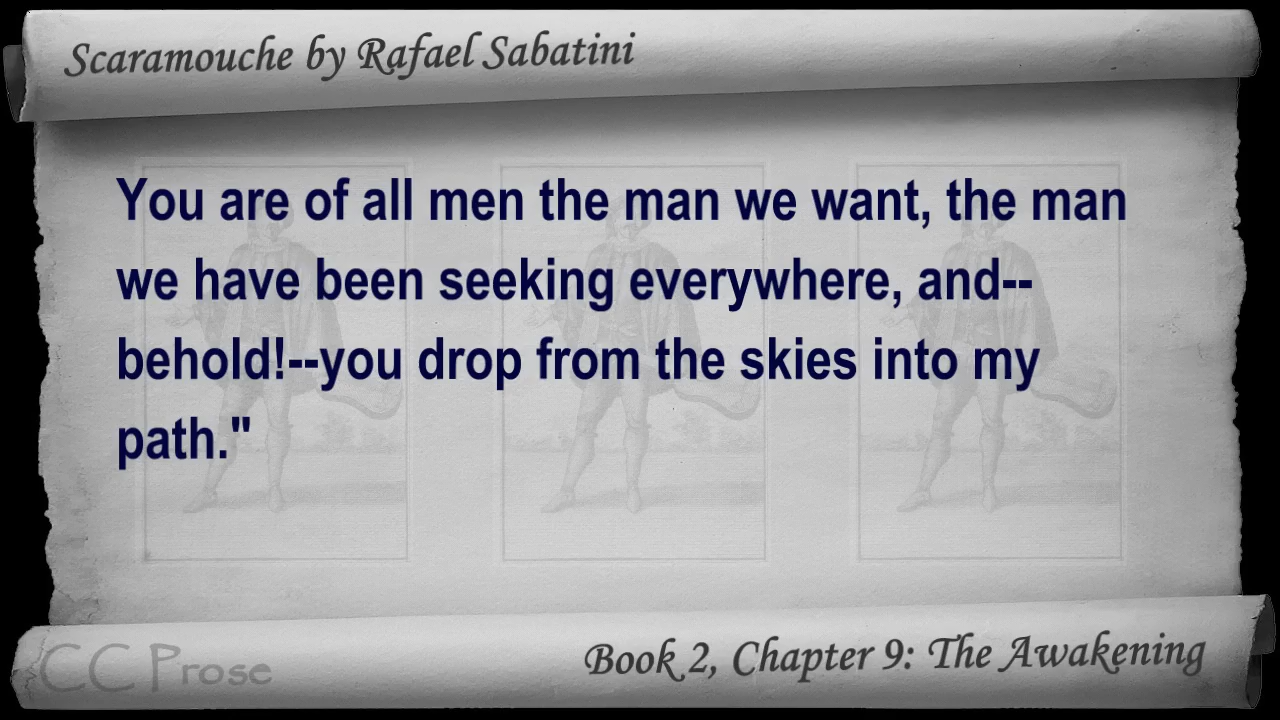 Scaramouche by Rafael Sabatini
You are of all men the man we want, the man
we have been seeking everywhere, and--
behold!--you drop from the skies into my
path."
CC Prose
Book 2, Chapter 9: The Awakening